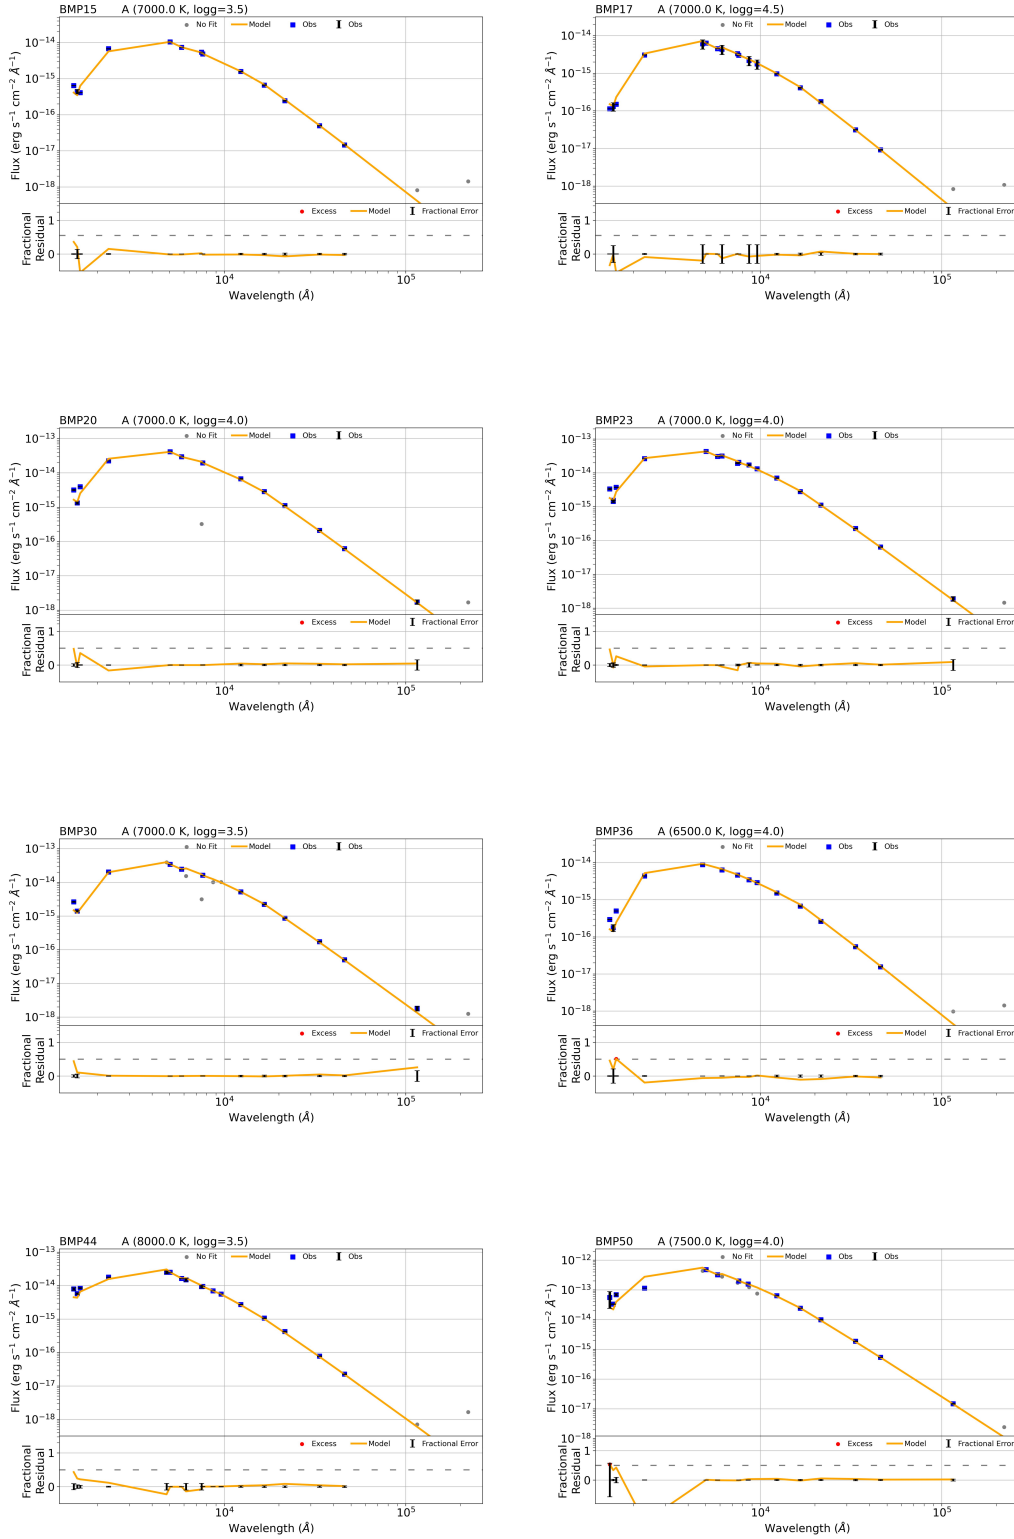 BMP15 A (7000.0 K, logg=3.5)
No Fit Model Obs Obs
10⁻¹⁴
10⁻¹⁵
10⁻¹⁶
10⁻¹⁷
10⁻¹⁸
Flux (erg s⁻¹ cm⁻² Å⁻¹)
Excess Model Fractional Error
1
0
Fractional
Residual
10⁴ 10⁵
Wavelength (Å)
BMP17 A (7000.0 K, logg=4.5)
No Fit Model Obs Obs
10⁻¹⁴
10⁻¹⁵
10⁻¹⁶
10⁻¹⁷
10⁻¹⁸
Flux (erg s⁻¹ cm⁻² Å⁻¹)
Excess Model Fractional Error
1
0
Fractional
Residual
10⁴ 10⁵
Wavelength (Å)
BMP20 A (7000.0 K, logg=4.0)
No Fit Model Obs Obs
10⁻¹³
10⁻¹⁴
10⁻¹⁵
10⁻¹⁶
10⁻¹⁷
10⁻¹⁸
Flux (erg s⁻¹ cm⁻² Å⁻¹)
Excess Model Fractional Error
1
0
Fractional
Residual
10⁴ 10⁵
Wavelength (Å)
BMP23 A (7000.0 K, logg=4.0)
No Fit Model Obs Obs
10⁻¹³
10⁻¹⁴
10⁻¹⁵
10⁻¹⁶
10⁻¹⁷
10⁻¹⁸
Flux (erg s⁻¹ cm⁻² Å⁻¹)
Excess Model Fractional Error
1
0
Fractional
Residual
10⁴ 10⁵
Wavelength (Å)
BMP30 A (7000.0 K, logg=3.5)
No Fit Model Obs Obs
10⁻¹³
10⁻¹⁴
10⁻¹⁵
10⁻¹⁶
10⁻¹⁷
10⁻¹⁸
Flux (erg s⁻¹ cm⁻² Å⁻¹)
Excess Model Fractional Error
1
0
Fractional
Residual
10⁴ 10⁵
Wavelength (Å)
BMP36 A (6500.0 K, logg=4.0)
No Fit Model Obs Obs
10⁻¹⁴
10⁻¹⁵
10⁻¹⁶
10⁻¹⁷
10⁻¹⁸
Flux (erg s⁻¹ cm⁻² Å⁻¹)
Excess Model Fractional Error
1
0
Fractional
Residual
10⁴ 10⁵
Wavelength (Å)
BMP44 A (8000.0 K, logg=3.5)
No Fit Model Obs Obs
10⁻¹³
10⁻¹⁴
10⁻¹⁵
10⁻¹⁶
10⁻¹⁷
10⁻¹⁸
Flux (erg s⁻¹ cm⁻² Å⁻¹)
Excess Model Fractional Error
1
0
Fractional
Residual
10⁴ 10⁵
Wavelength (Å)
BMP50 A (7500.0 K, logg=4.0)
No Fit Model Obs Obs
10⁻¹²
10⁻¹³
10⁻¹⁴
10⁻¹⁵
10⁻¹⁶
10⁻¹⁷
10⁻¹⁸
Flux (erg s⁻¹ cm⁻² Å⁻¹)
Excess Model Fractional Error
1
0
Fractional
Residual
10⁴ 10⁵
Wavelength (Å)